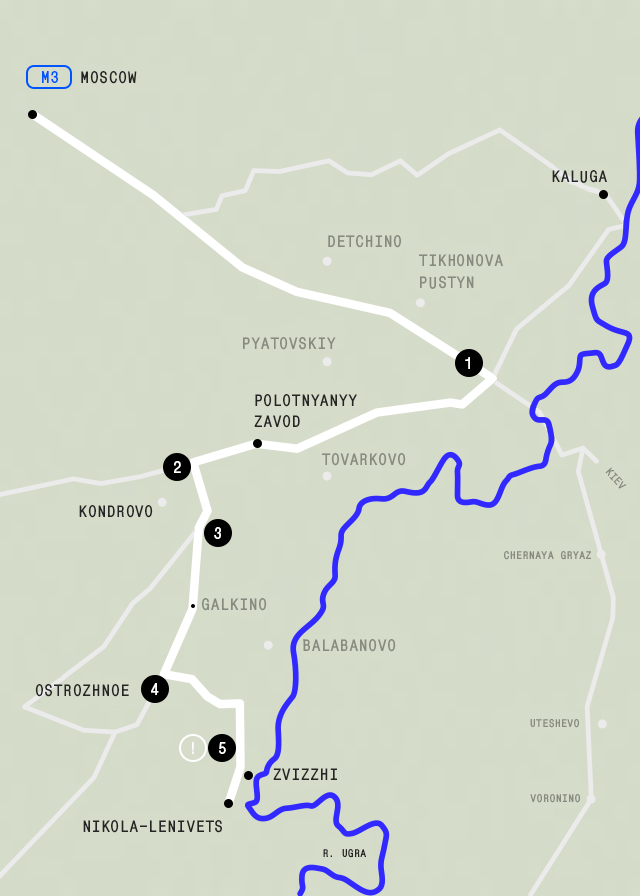 M3 MOSCOW
KALUGA
DETCHINO
TIKHONOVA
PUSTYN
PYATOVSKIY
1
POLOTNYANYY
ZAVOD
2
TOVARKOVO
KIEV
KONDROVO
3
CHERNAYA GRYAZ
GALKINO
BALABANOVO
OSTROZHNOE 4
UTESHEVO
! 5
ZVIZZHI
VORONINO
NIKOLA-LENIVETS
R. UGRA